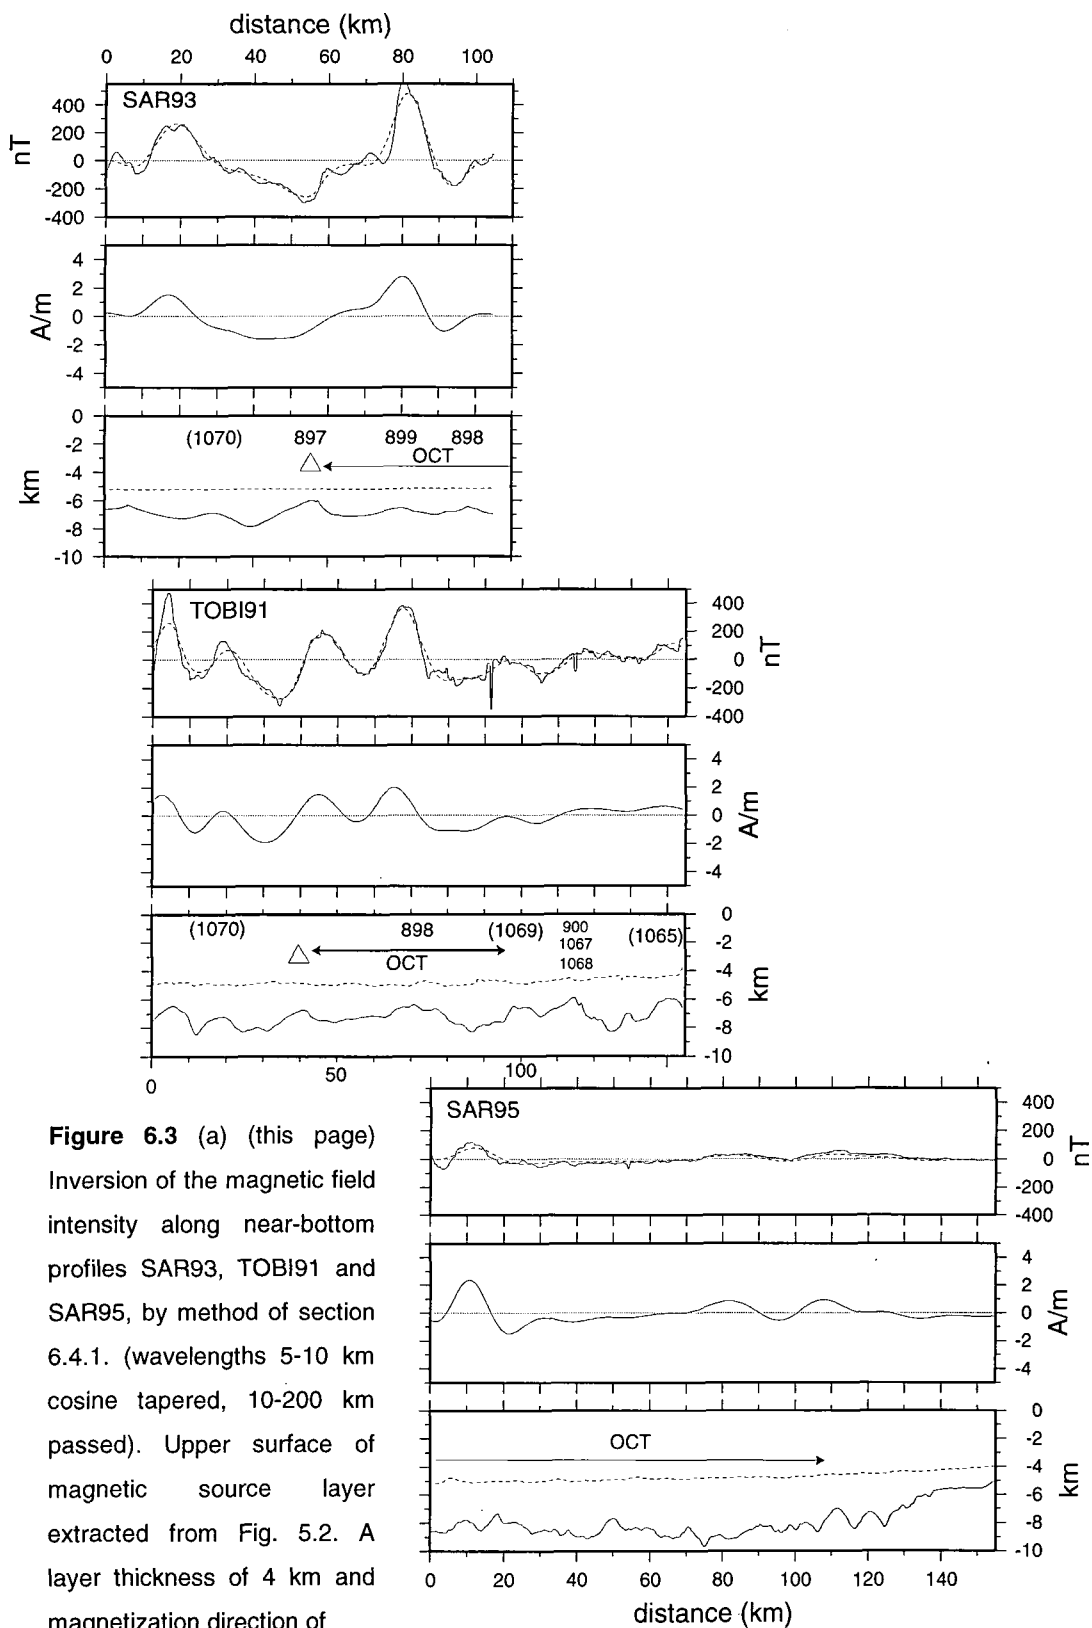 distance (km)
0 20 40 60 80 100
SAR93
400
200
0
-200
-400
nT
4
2
0
-2
-4
A/m
0
-2
-4
-6
-8
-10
km
(1070) 897 899 898
OCT
TOBI91
400
200
0
-200
-400
nT
4
2
0
-2
-4
A/m
(1070) 898 (1069) 900 (1065)
1067
1068
OCT
0
-2
-4
-6
-8
-10
km
0 50 100
SAR95
400
200
0
-200
-400
nT
4
2
0
-2
-4
A/m
OCT
0
-2
-4
-6
-8
-10
km
0 20 40 60 80 100 120 140
distance (km)
Figure 6.3 (a) (this page)
Inversion of the magnetic field
intensity along near-bottom
profiles SAR93, TOBI91 and
SAR95, by method of section
6.4.1. (wavelengths 5-10 km
cosine tapered, 10-200 km
passed). Upper surface of
magnetic source layer
extracted from Fig. 5.2. A
layer thickness of 4 km and
magnetization direction of